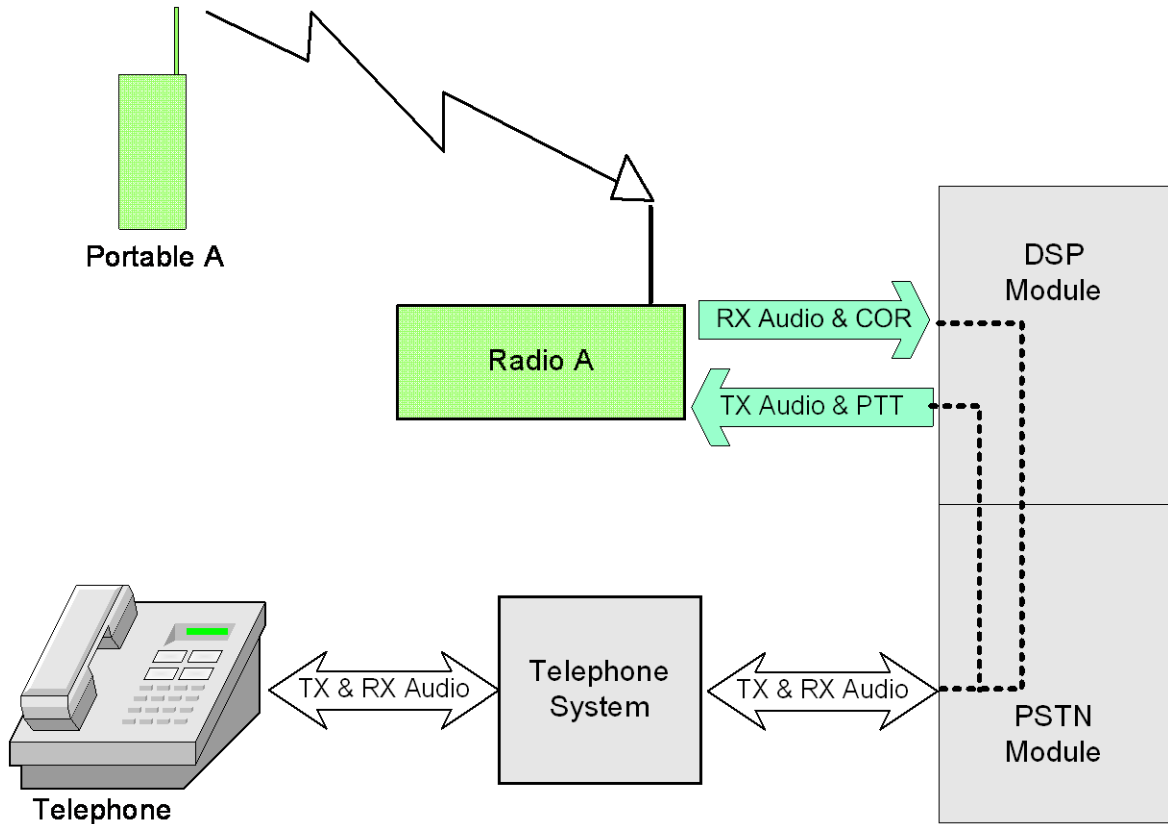 Portable A
DSP
Module
RX Audio & COR
Radio A
TX Audio & PTT
TX & RX Audio
Telephone
System
TX & RX Audio
PSTN
Module
Telephone